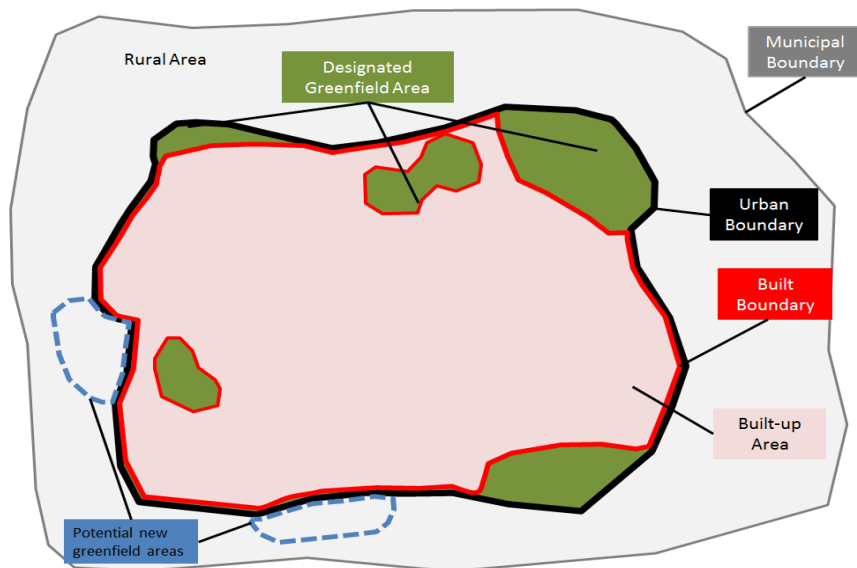 Rural Area
Designated
Greenfield Area
Municipal
Boundary
Urban
Boundary
Built
Boundary
Built-up
Area
Potential new
greenfield areas